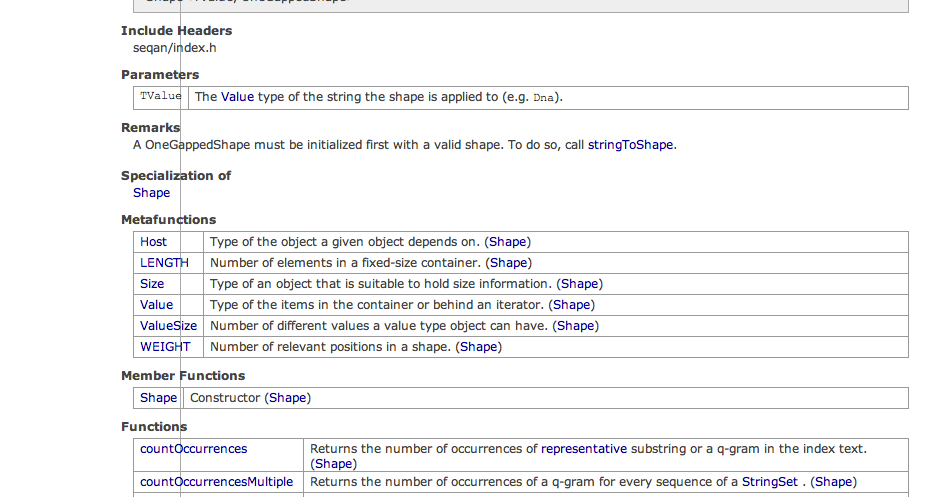 Include Headers
seqan/index.h
Parameters
TValue The Value type of the string the shape is applied to (e.g. Dna).
Remarks
A OneGappedShape must be initialized first with a valid shape. To do so, call stringToShape.
Specialization of
Shape
Metafunctions
Host Type of the object a given object depends on. (Shape)
LENGTH Number of elements in a fixed-size container. (Shape)
Size Type of an object that is suitable to hold size information. (Shape)
Value Type of the items in the container or behind an iterator. (Shape)
ValueSize Number of different values a value type object can have. (Shape)
WEIGHT Number of relevant positions in a shape. (Shape)
Member Functions
Shape Constructor (Shape)
Functions
countOccurrences Returns the number of occurrences of representative substring or a q-gram in the index text.
(Shape)
countOccurrencesMultiple Returns the number of occurrences of a q-gram for every sequence of a StringSet . (Shape)